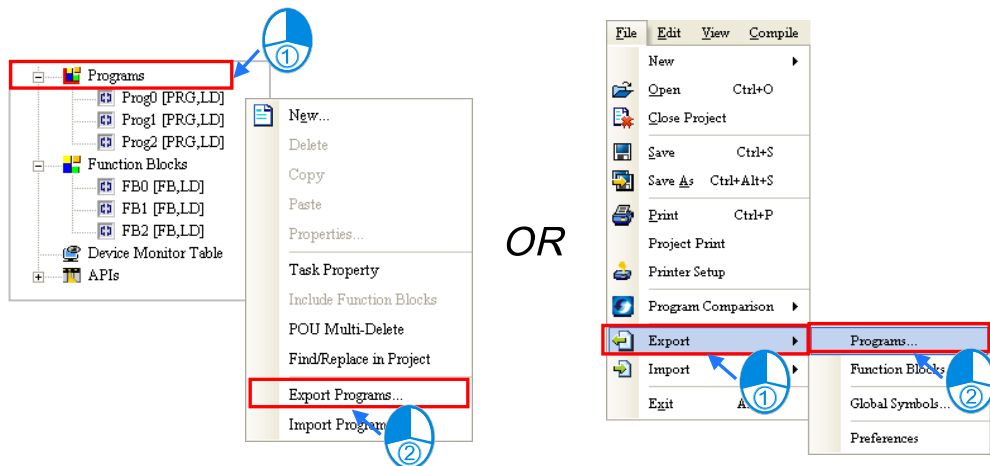 ①
Programs
Prog0 [PRG,LD]
Prog1 [PRG,LD]
Prog2 [PRG,LD]
Function Blocks
FB0 [FB,LD]
FB1 [FB,LD]
FB2 [FB,LD]
Device Monitor Table
APIs
New...
Delete
Copy
Paste
Properties...
Task Property
Include Function Blocks
POU Multi-Delete
Find/Replace in Project
Export Programs...
Import Program
②
OR
File Edit View Compile
New
Open Ctrl+O
Close Project
Save Ctrl+S
Save As Ctrl+Alt+S
Print Ctrl+P
Project Print
Printer Setup
Program Comparison
Export
Import
Exit
①
Programs...
Function Blocks
Global Symbols...
Preferences
②